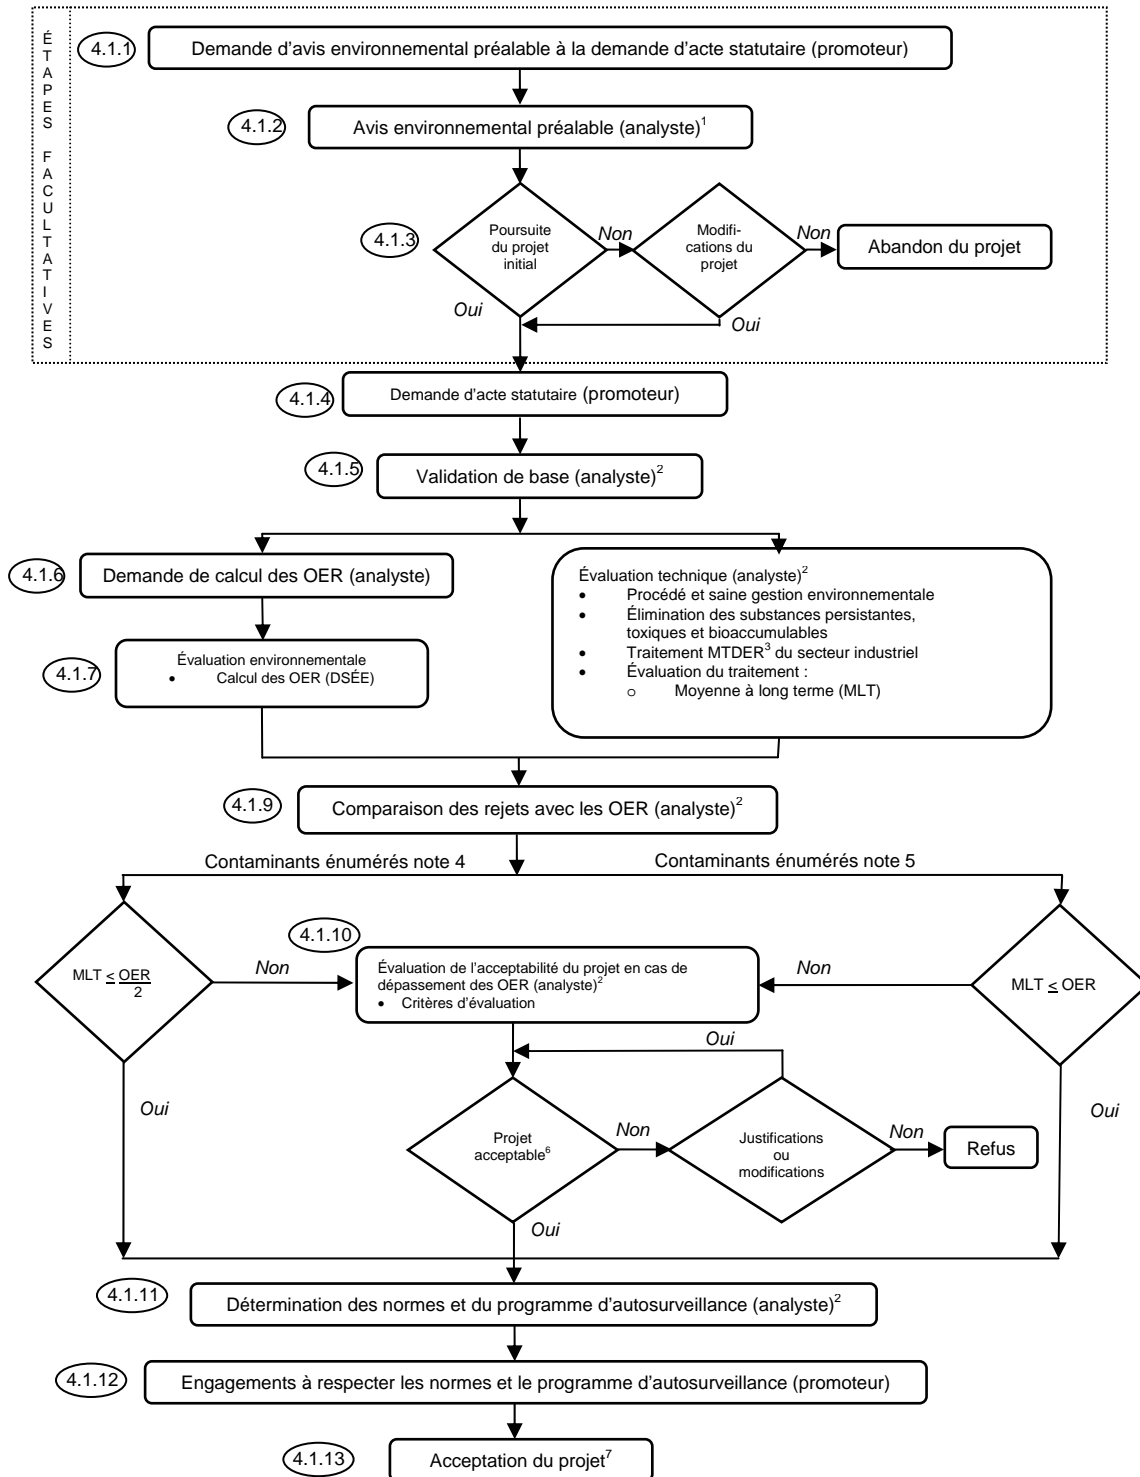 ÉTAPES FACULTATIVES
4.1.1
Demande d'avis environnemental préalable à la demande d'acte statutaire (promoteur)
4.1.2
Avis environnemental préalable (analyste)1
4.1.3
Poursuite
du projet
initial
Non
Modifi-
cations du
projet
Non
Abandon du projet
Oui
Oui
4.1.4
Demande d'acte statutaire (promoteur)
4.1.5
Validation de base (analyste)2
4.1.6
Demande de calcul des OER (analyste)
4.1.7
Évaluation environnementale
• Calcul des OER (DSÉE)
Évaluation technique (analyste)2
• Procédé et saine gestion environnementale
• Élimination des substances persistantes,
toxiques et bioaccumulables
• Traitement MTDER3 du secteur industriel
• Évaluation du traitement :
o Moyenne à long terme (MLT)
4.1.9
Comparaison des rejets avec les OER (analyste)2
Contaminants énumérés note 4
Contaminants énumérés note 5
MLT ≤ OER
2
Non
4.1.10
Évaluation de l'acceptabilité du projet en cas de
dépassement des OER (analyste)2
• Critères d'évaluation
Non
MLT ≤ OER
Oui
Oui
Oui
Projet
acceptable6
Non
Justifications
ou
modifications
Non
Refus
Oui
4.1.11
Détermination des normes et du programme d'autosurveillance (analyste)2
4.1.12
Engagements à respecter les normes et le programme d'autosurveillance (promoteur)
4.1.13
Acceptation du projet7